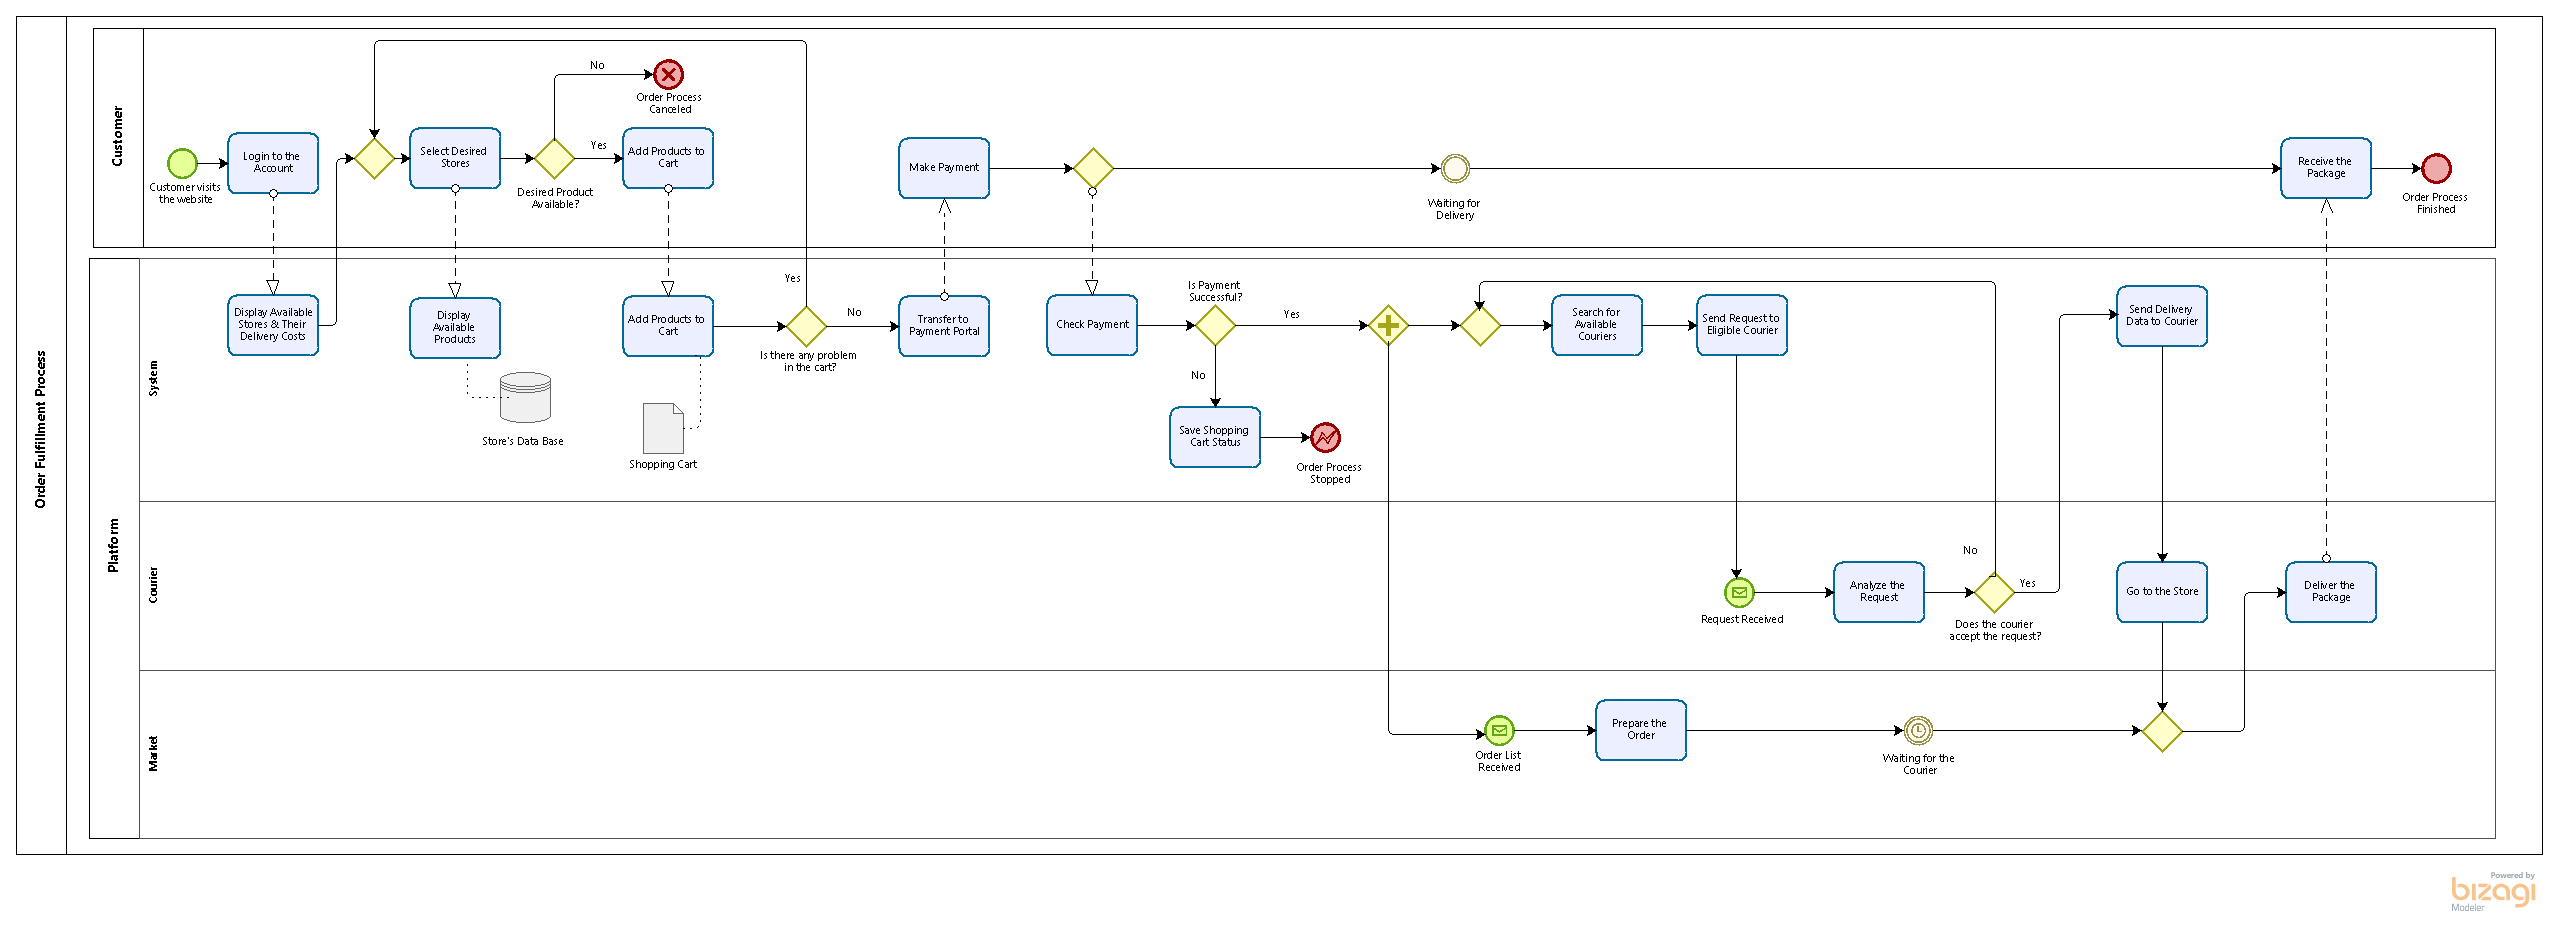 Order Fulfillment Process
Customer
Customer visits
the website
Login to the
Account
Select Desired
Stores
Desired Product
Available?
No
Order Process
Canceled
Yes
Add Products to
Cart
Make Payment
Waiting for
Delivery
Receive the
Package
Order Process
Finished
Platform
System
Display Available
Stores & Their
Delivery Costs
Display
Available
Products
Store's Data Base
Add Products to
Cart
Shopping Cart
Yes
Is there any problem
in the cart?
No
Transfer to
Payment Portal
Check Payment
Is Payment
Successful?
Yes
No
Save Shopping
Cart Status
Order Process
Stopped
Search for
Available
Couriers
Send Request to
Eligible Courier
Send Delivery
Data to Courier
Courier
Request Received
Analyze the
Request
No
Yes
Does the courier
accept the request?
Go to the Store
Deliver the
Package
Market
Order List
Received
Prepare the
Order
Waiting for the
Courier
Powered by
bizagi
Modeler